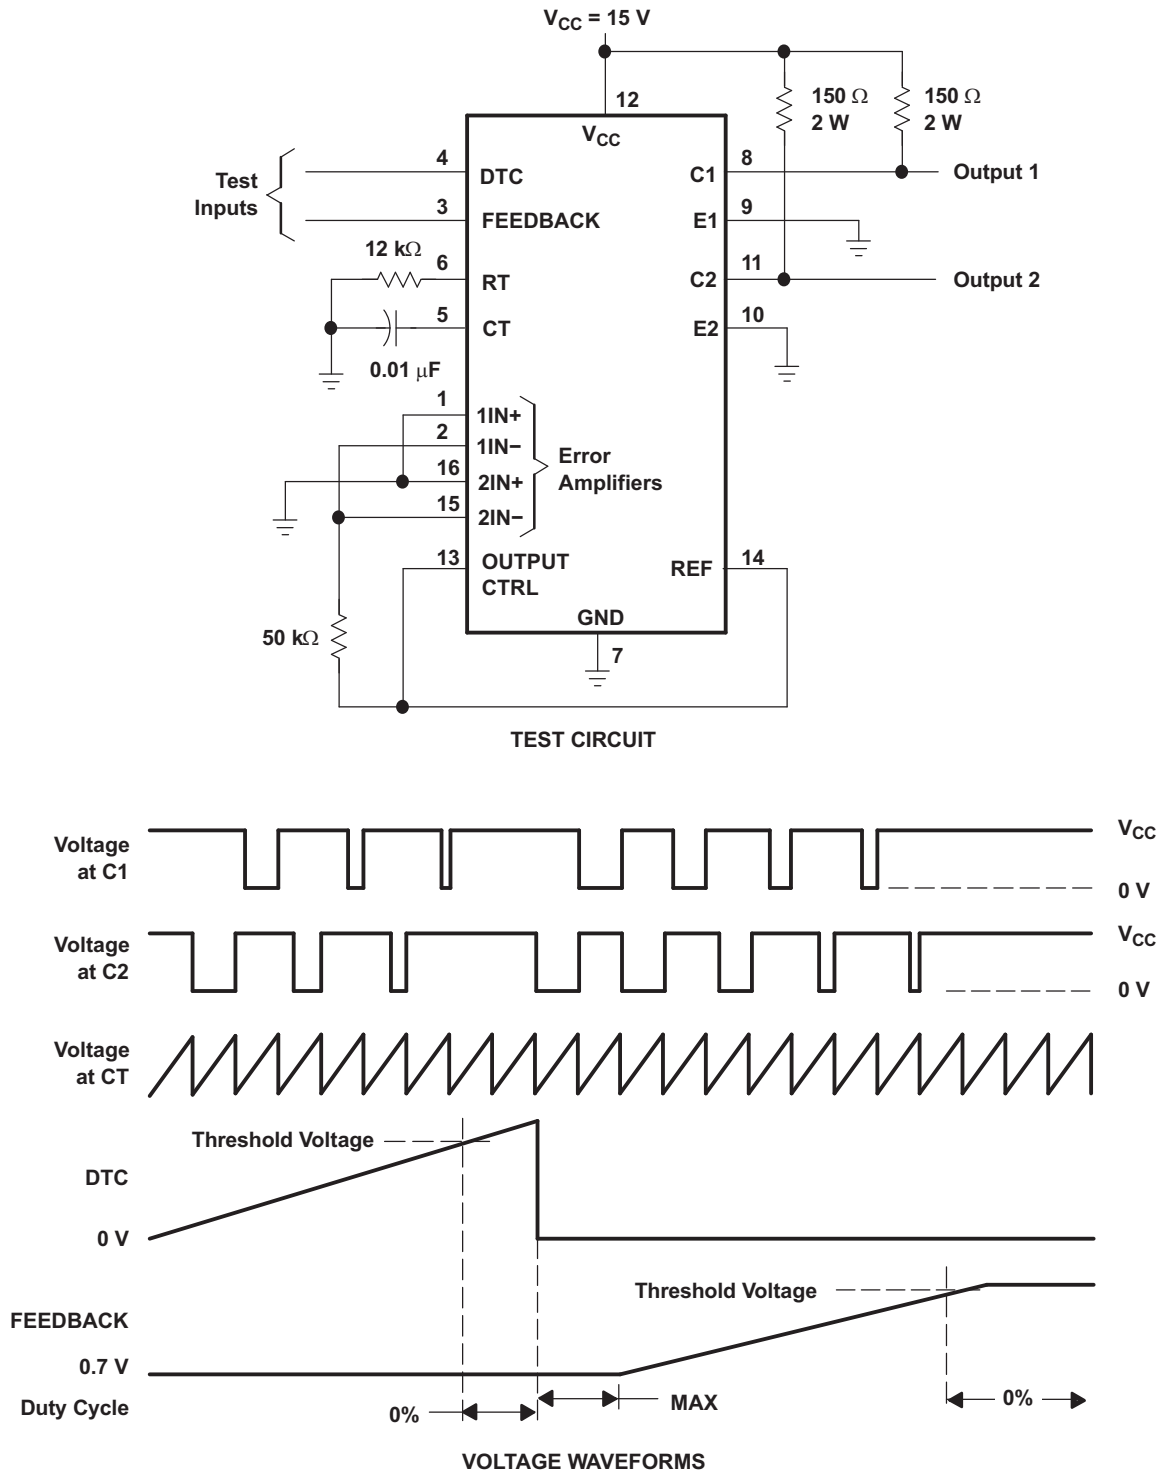 VCC = 15 V
12
VCC
150 Ω
2 W
150 Ω
2 W
Test
Inputs
4
DTC
3
FEEDBACK
12 kΩ
6
RT
5
CT
0.01 μF
1
1IN+
2
1IN−
16
2IN+
15
2IN−
Error
Amplifiers
13
OUTPUT
CTRL
50 kΩ
C1
8
Output 1
E1
9
C2
11
Output 2
E2
10
REF
14
GND
7
TEST CIRCUIT
Voltage
at C1
VCC
0 V
Voltage
at C2
VCC
0 V
Voltage
at CT
Threshold Voltage
DTC
0 V
Threshold Voltage
FEEDBACK
0.7 V
Duty Cycle
0%
MAX
0%
VOLTAGE WAVEFORMS